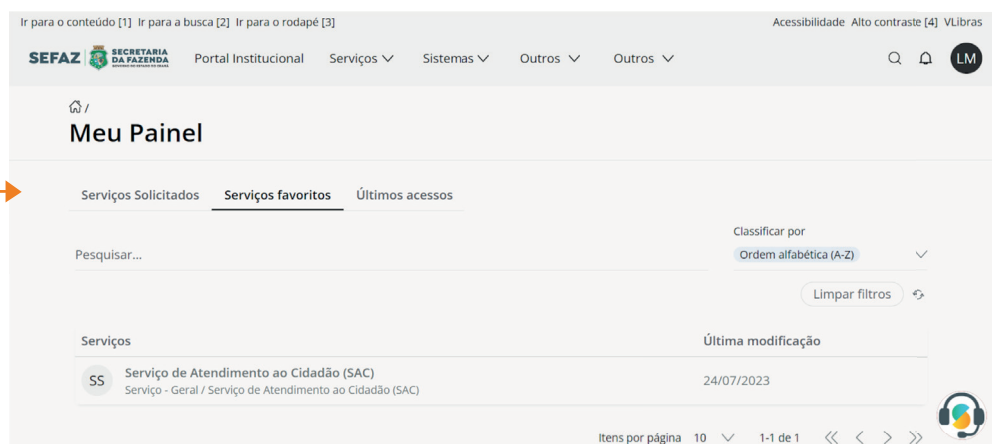 Ir para o conteúdo [1] Ir para a busca [2] Ir para o rodapé [3] Acessibilidade Alto contraste [4] VLibras
SEFAZ SECRETARIA DA FAZENDA Portal Institucional Serviços Sistemas Outros Outros LM
/
Meu Painel
Serviços Solicitados Serviços favoritos Últimos acessos
Classificar por
Pesquisar... Ordem alfabética (A-Z)
Limpar filtros
Serviços Última modificação
SS Serviço de Atendimento ao Cidadão (SAC) 24/07/2023
Serviço - Geral / Serviço de Atendimento ao Cidadão (SAC)
Itens por página 10 1-1 de 1